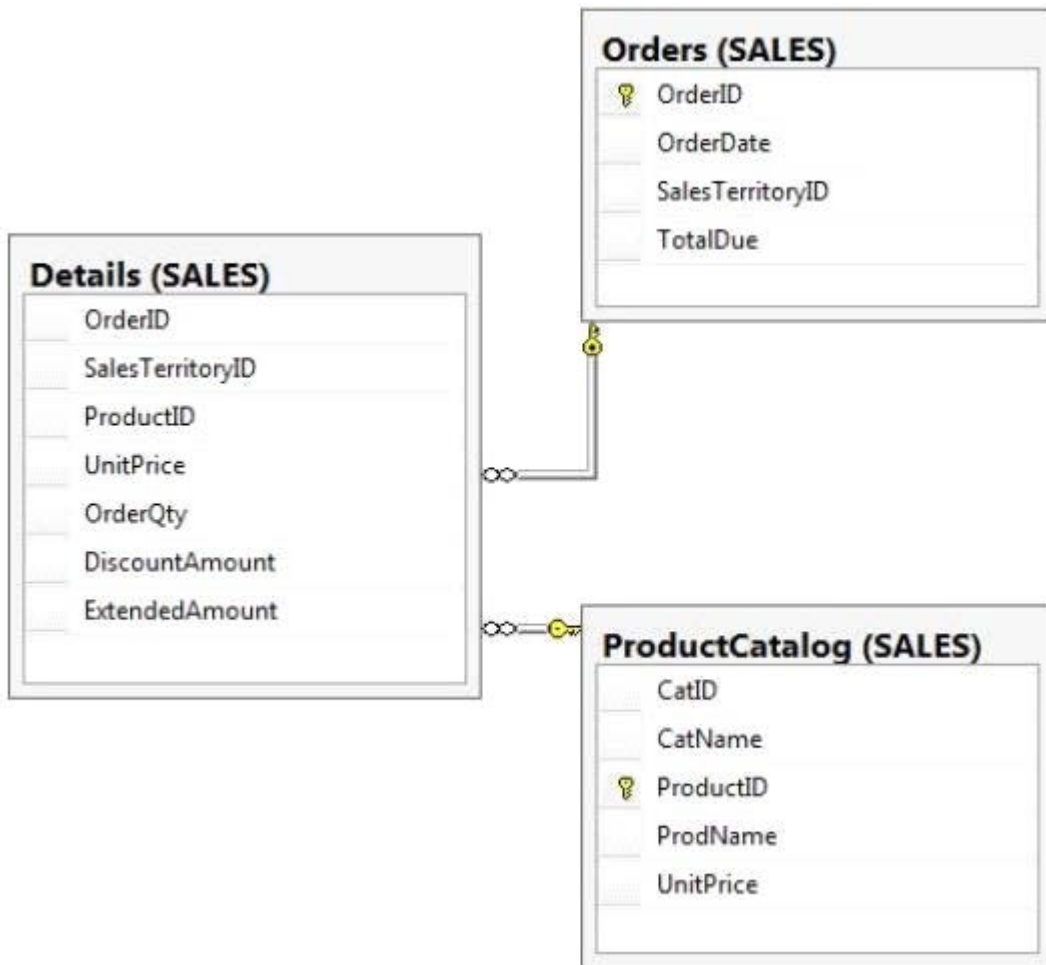 Orders (SALES)
OrderID
OrderDate
SalesTerritoryID
TotalDue
Details (SALES)
OrderID
SalesTerritoryID
ProductID
UnitPrice
OrderQty
DiscountAmount
ExtendedAmount
ProductCatalog (SALES)
CatID
CatName
ProductID
ProdName
UnitPrice